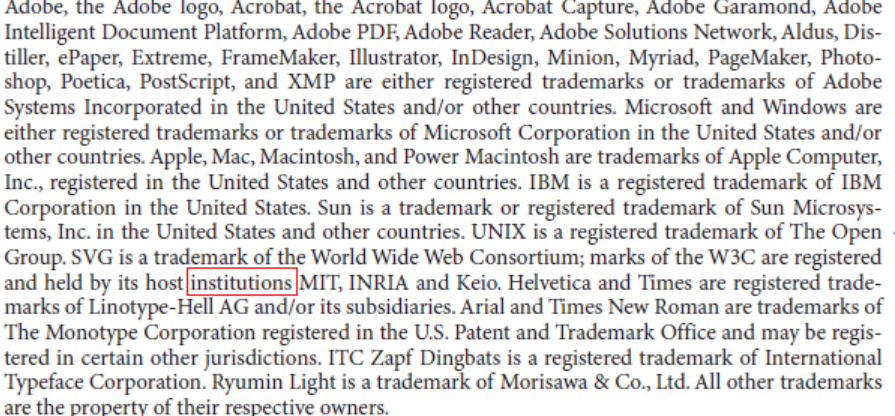 Adobe, the Adobe logo, Acrobat, the Acrobat logo, Acrobat Capture, Adobe Garamond, Adobe
Intelligent Document Platform, Adobe PDF, Adobe Reader, Adobe Solutions Network, Aldus, Dis-
tiller, ePaper, Extreme, FrameMaker, Illustrator, InDesign, Minion, Myriad, PageMaker, Photo-
shop, Poetica, PostScript, and XMP are either registered trademarks or trademarks of Adobe
Systems Incorporated in the United States and/or other countries. Microsoft and Windows are
either registered trademarks or trademarks of Microsoft Corporation in the United States and/or
other countries. Apple, Mac, Macintosh, and Power Macintosh are trademarks of Apple Computer,
Inc., registered in the United States and other countries. IBM is a registered trademark of IBM
Corporation in the United States. Sun is a trademark or registered trademark of Sun Microsys-
tems, Inc. in the United States and other countries. UNIX is a registered trademark of The Open
Group. SVG is a trademark of the World Wide Web Consortium; marks of the W3C are registered
and held by its host institutions MIT, INRIA and Keio. Helvetica and Times are registered trade-
marks of Linotype-Hell AG and/or its subsidiaries. Arial and Times New Roman are trademarks of
The Monotype Corporation registered in the U.S. Patent and Trademark Office and may be regis-
tered in certain other jurisdictions. ITC Zapf Dingbats is a registered trademark of International
Typeface Corporation. Ryumin Light is a trademark of Morisawa & Co., Ltd. All other trademarks
are the property of their respective owners.